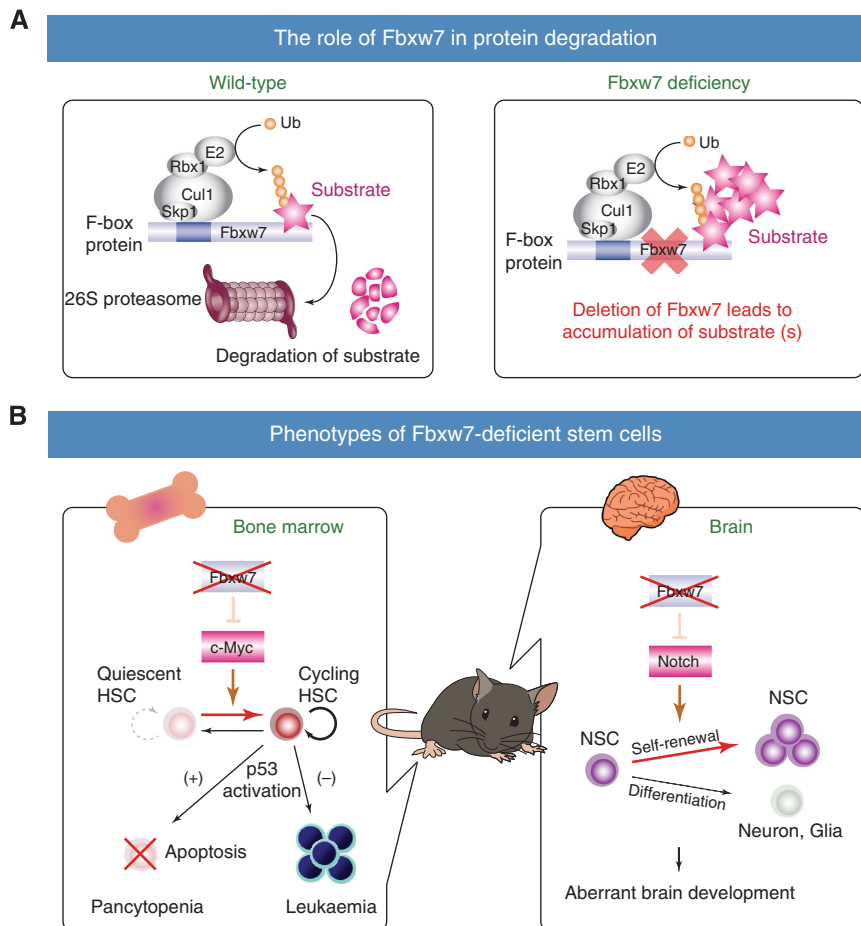 A
The role of Fbxw7 in protein degradation
Wild-type
Ub
E2
Rbx1
Cul1
Skp1
Substrate
F-box
protein
Fbxw7
26S proteasome
Degradation of substrate
Fbxw7 deficiency
Ub
E2
Rbx1
Cul1
Skp1
Substrate
F-box
protein
Fbxw7
Deletion of Fbxw7 leads to
accumulation of substrate (s)
B
Phenotypes of Fbxw7-deficient stem cells
Bone marrow
Fbxw7
c-Myc
Quiescent
HSC
Cycling
HSC
(+)
p53
activation
(–)
Apoptosis
Pancytopenia
Leukaemia
Brain
Fbxw7
Notch
NSC
NSC
Self-renewal
Differentiation
Neuron, Glia
Aberrant brain development